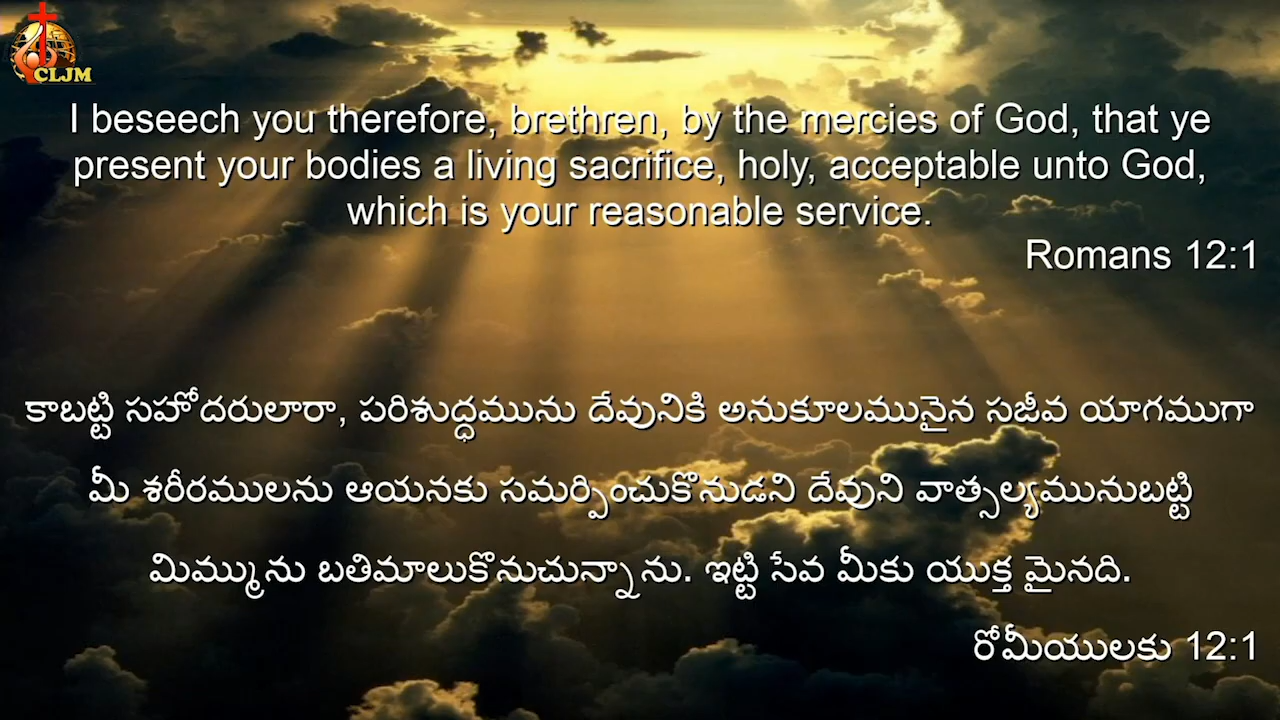 CLJM
I beseech you therefore, brethren, by the mercies of God, that ye
present your bodies a living sacrifice, holy, acceptable unto God,
which is your reasonable service.
Romans 12:1
కాబట్టి సహోదరులారా, పరిశుద్ధమును దేవునికి అనుకూలమునైన సజీవ యాగముగా
మీ శరీరములను ఆయనకు సమర్పించుకొనుడని దేవుని వాత్సల్యమునుబట్టి
మిమ్మును బతిమాలుకొనుచున్నాను. ఇట్టి సేవ మీకు యుక్త మైనది.
రోమీయులకు 12:1